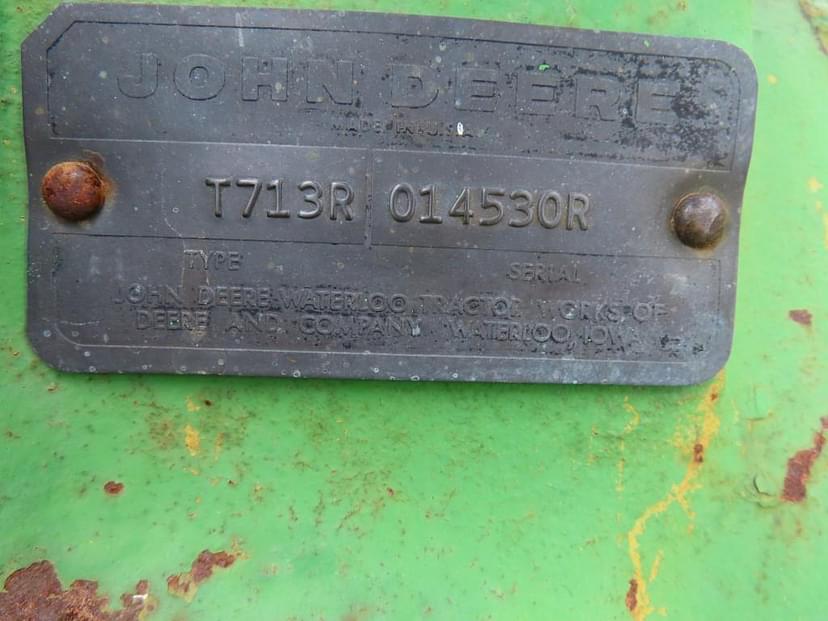 JOHN DEERE
MADE IN U.S.A.
T713R 014530R
TYPE SERIAL
JOHN DEERE WATERLOO TRACTOR WORKS OF
DEERE AND COMPANY WATERLOO, IOWA